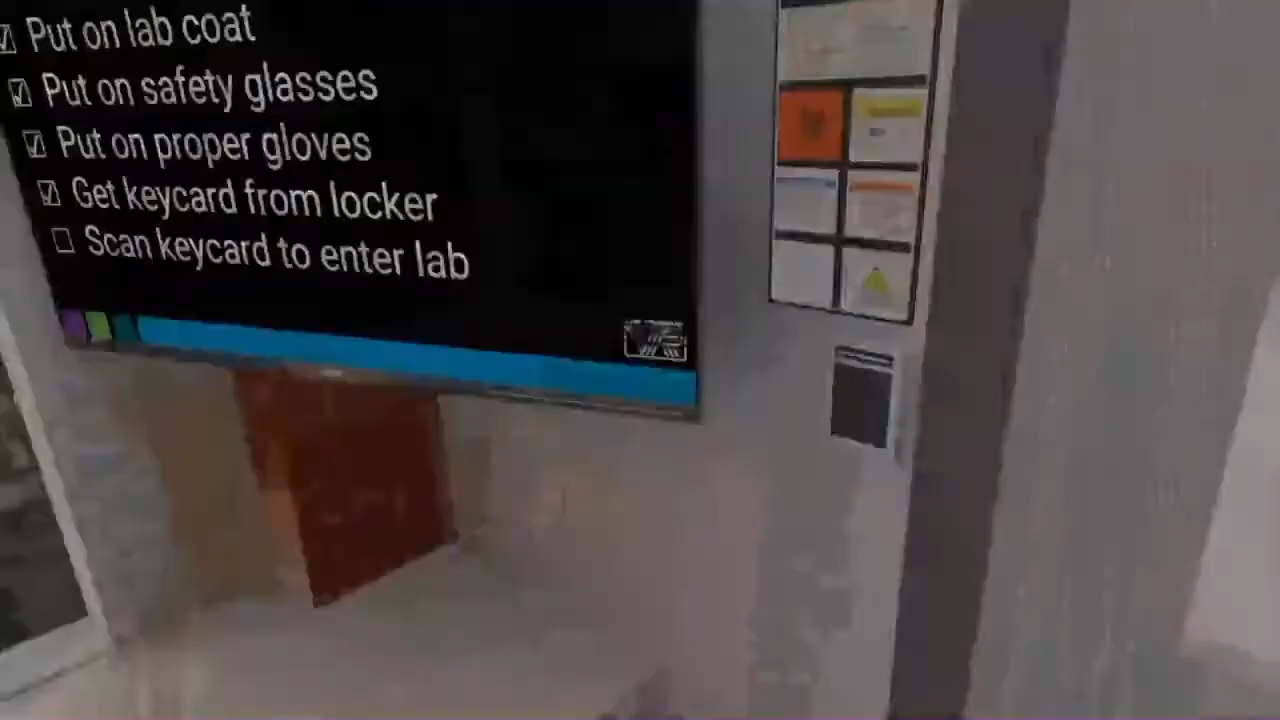 ☑ Put on lab coat
☑ Put on safety glasses
☑ Put on proper gloves
☑ Get keycard from locker
☐ Scan keycard to enter lab